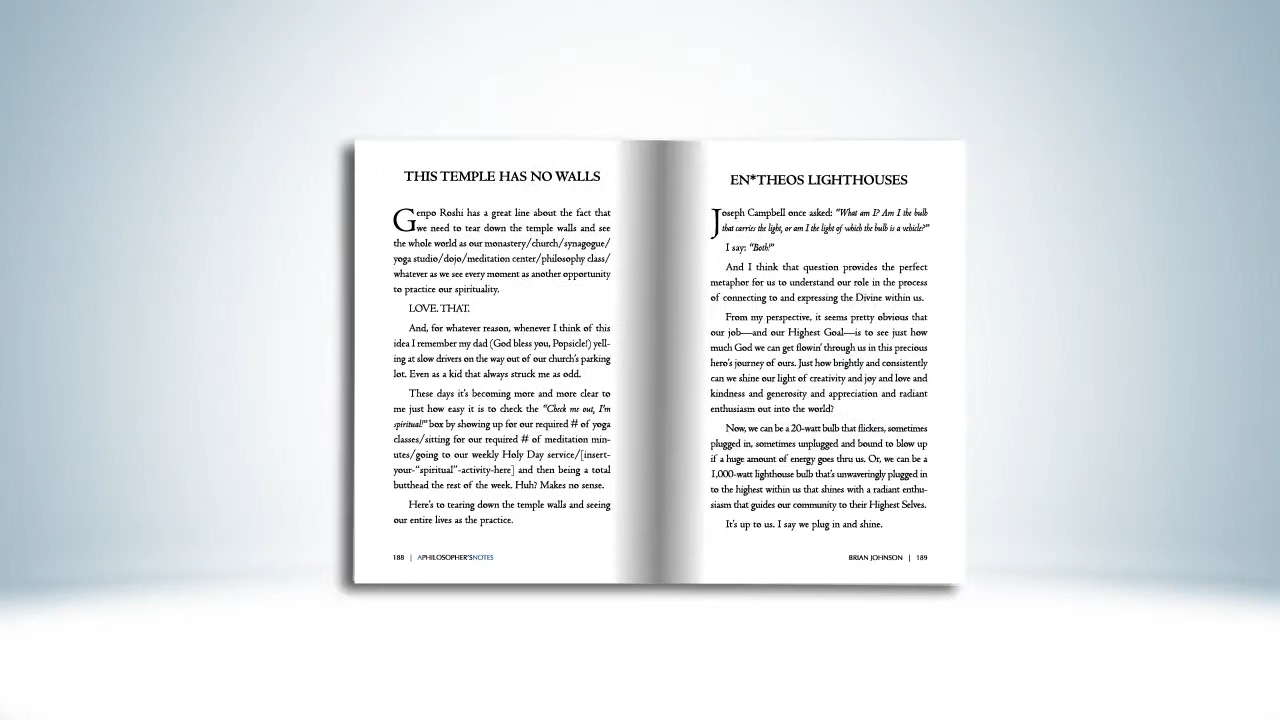 THIS TEMPLE HAS NO WALLS
Genpo Roshi has a great line about the fact that
we need to tear down the temple walls and see
the whole world as our monastery/church/synagogue/
yoga studio/dojo/meditation center/philosophy class/
whatever as we see every moment as another opportunity
to practice our spirituality.
LOVE. THAT.
And, for whatever reason, whenever I think of this
idea I remember my dad (God bless you, Popsicle!) yell-
ing at slow drivers on the way out of our church's parking
lot. Even as a kid that always struck me as odd.
These days it's becoming more and more clear to
me just how easy it is to check the "Check me out, I'm
spiritual!" box by showing up for our required # of yoga
classes/sitting for our required # of meditation min-
utes/going to our weekly Holy Day service/[insert-
your-"spiritual"-activity-here] and then being a total
butthead the rest of the week. Huh? Makes no sense.
Here's to tearing down the temple walls and seeing
our entire lives as the practice.
188 | APHILOSOPHER'SNOTES
EN*THEOS LIGHTHOUSES
Joseph Campbell once asked: "What am I? Am I the bulb
that carries the light, or am I the light of which the bulb is a vehicle?"
I say: "Both!"
And I think that question provides the perfect
metaphor for us to understand our role in the process
of connecting to and expressing the Divine within us.
From my perspective, it seems pretty obvious that
our job—and our Highest Goal—is to see just how
much God we can get flowin' through us in this precious
hero's journey of ours. Just how brightly and consistently
can we shine our light of creativity and joy and love and
kindness and generosity and appreciation and radiant
enthusiasm out into the world?
Now, we can be a 20-watt bulb that flickers, sometimes
plugged in, sometimes unplugged and bound to blow up
if a huge amount of energy goes thru us. Or, we can be a
1,000-watt lighthouse bulb that's unwaveringly plugged in
to the highest within us that shines with a radiant enthu-
siasm that guides our community to their Highest Selves.
It's up to us. I say we plug in and shine.
BRIAN JOHNSON | 189